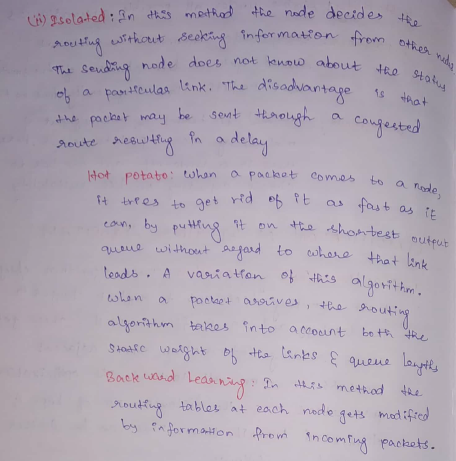 (ii) Isolated: In this method the node decides the
routing without seeking information from other nodes
The sending node does not know about the status
of a particular link. The disadvantage is that
the packet may be sent through a congested
route resulting in a delay
Hot potato: when a packet comes to a node,
it tries to get rid of it as fast as it
can, by putting it on the shortest output
queue without regard to where that link
leads. A variation of this algorithm.
when a packet arrives, the routing
algorithm takes into account both the
static weight of the links & queue lengths
Backward Learning: In this method the
routing tables at each node gets modified
by information from incoming packets.